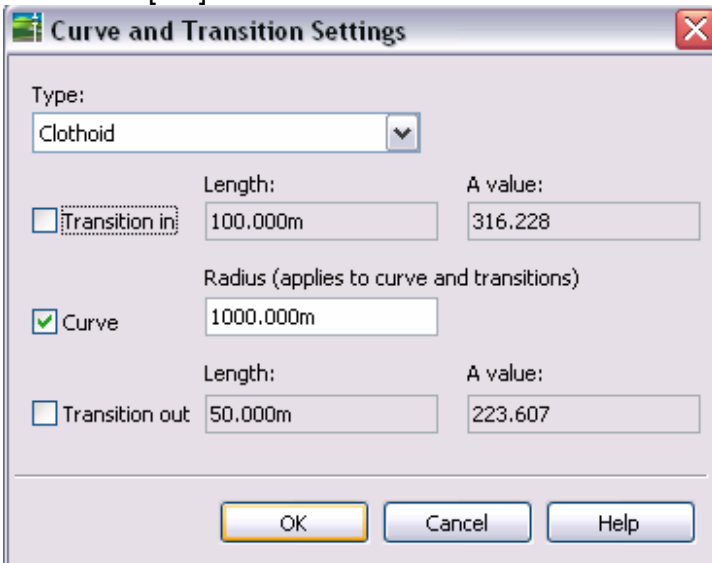 Curve and Transition Settings
Type:
Clothoid
Length: A value:
Transition in 100.000m 316.228
Radius (applies to curve and transitions)
Curve 1000.000m
Length: A value:
Transition out 50.000m 223.607
OK Cancel Help